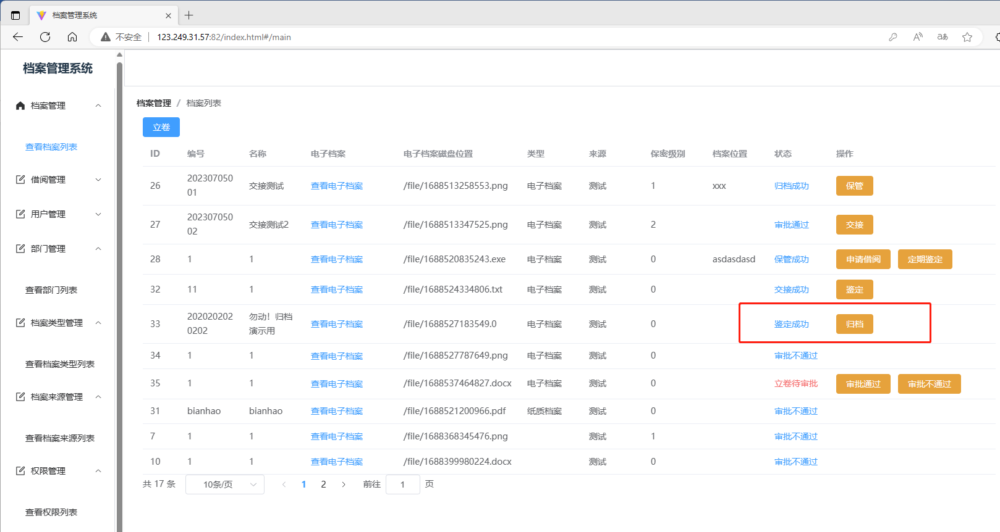 档案管理系统
不安全 123.249.31.57:82/index.html#/main
档案管理系统
档案管理
查看档案列表
借阅管理
用户管理
部门管理
查看部门列表
档案类型管理
查看档案类型列表
档案来源管理
查看档案来源列表
权限管理
查看权限列表
档案管理 / 档案列表
立卷
ID 编号 名称 电子档案 电子档案磁盘位置 类型 来源 保密级别 档案位置 状态 操作
26 20230705001 交接测试 查看电子档案 /file/1688513258553.png 电子档案 测试 1 xxx 归档成功 保管
27 20230705002 交接测试2 查看电子档案 /file/1688513347525.png 电子档案 测试 2 审批通过 交接
28 1 1 查看电子档案 /file/1688520835243.exe 电子档案 测试 0 asdasdasd 保管成功 申请借阅 定期鉴定
32 11 1 查看电子档案 /file/1688524334806.txt 电子档案 测试 0 交接成功 鉴定
33 2020202020202 勿动！归档演示用 查看电子档案 /file/1688527183549.0 电子档案 测试 0 鉴定成功 归档
34 1 1 查看电子档案 /file/1688527787649.png 电子档案 测试 0 审批不通过
35 1 1 查看电子档案 /file/1688537464827.docx 电子档案 测试 0 立卷待审批 审批通过 审批不通过
31 bianhao bianhao 查看电子档案 /file/1688521200966.pdf 纸质档案 测试 0 审批不通过
7 1 1 查看电子档案 /file/1688368345476.png 测试 1 审批不通过
10 1 1 查看电子档案 /file/1688399980224.docx 测试 0 审批不通过
共 17 条 10条/页 1 2 前往 1 页